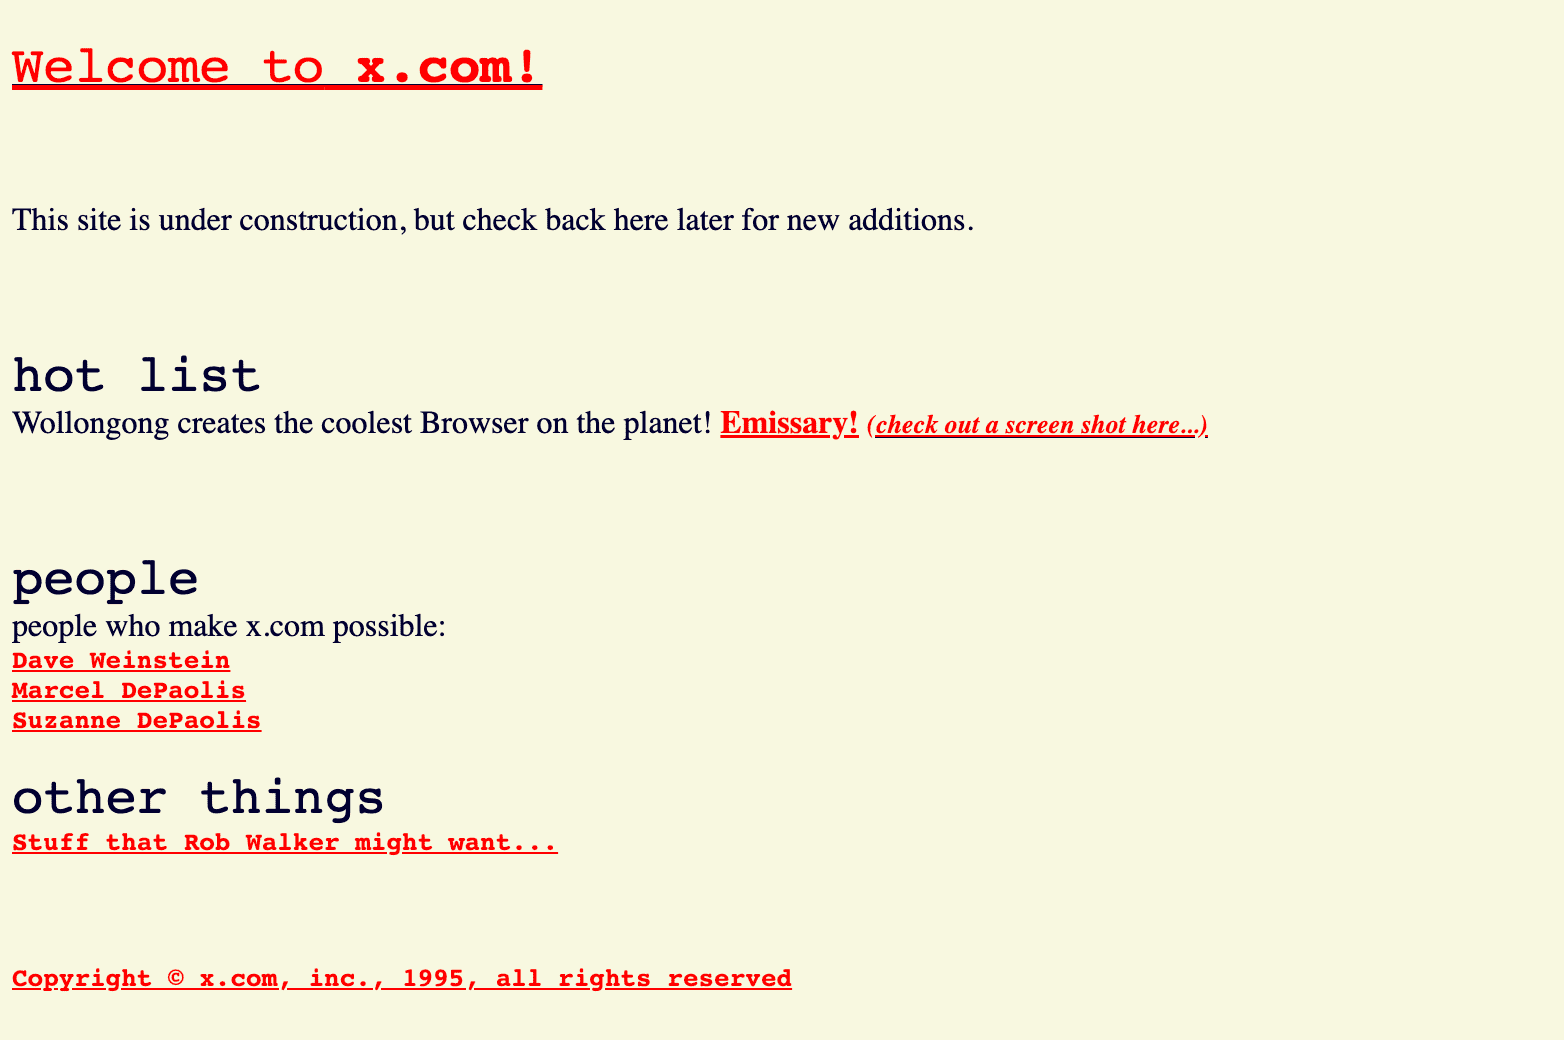 Welcome to x.com!
This site is under construction, but check back here later for new additions.
hot list
Wollongong creates the coolest Browser on the planet! Emissary! (check out a screen shot here...)
people
people who make x.com possible:
Dave Weinstein
Marcel DePaolis
Suzanne DePaolis
other things
Stuff that Rob Walker might want...
Copyright © x.com, inc., 1995, all rights reserved